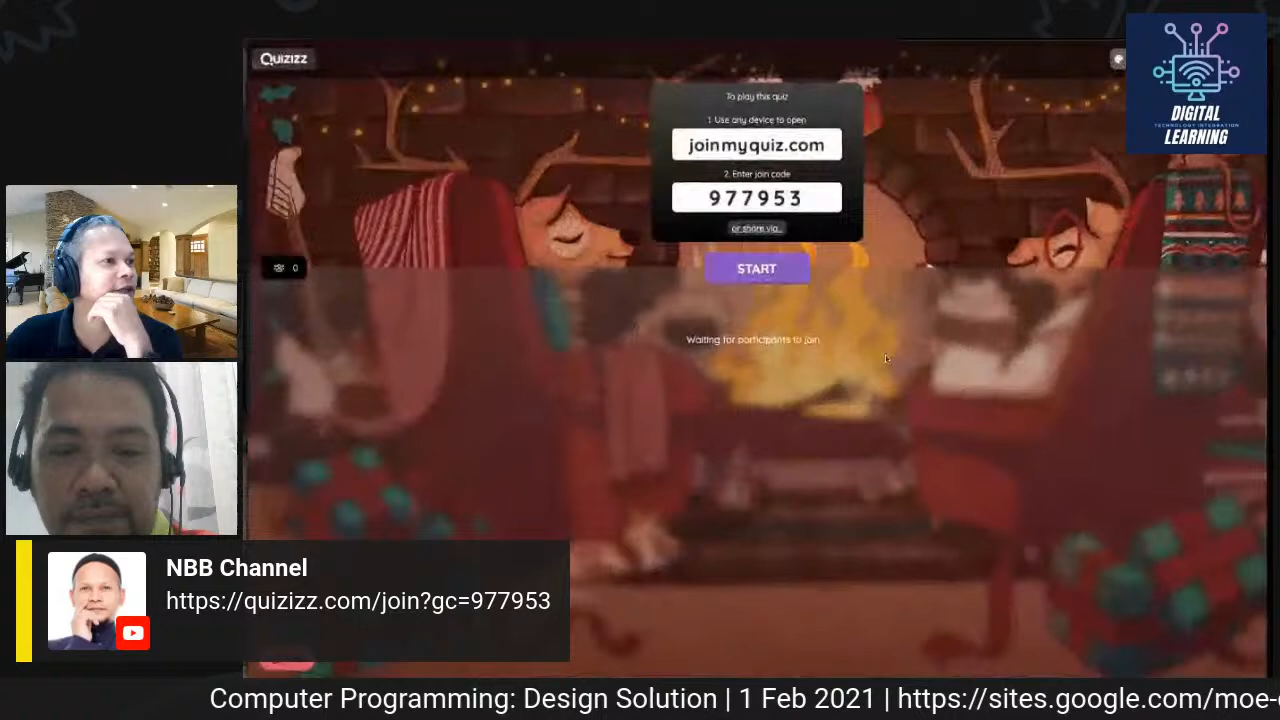 QUIZIZZ
To play this quiz
1. Use any device to open
joinmyquiz.com
2. Enter join code
977953
or share via...
START
0
Waiting for participants to join
DIGITAL
TECHNOLOGY INTEGRATION
LEARNING
NBB Channel
https://quizizz.com/join?gc=977953
Computer Programming: Design Solution | 1 Feb 2021 | https://sites.google.com/moe-